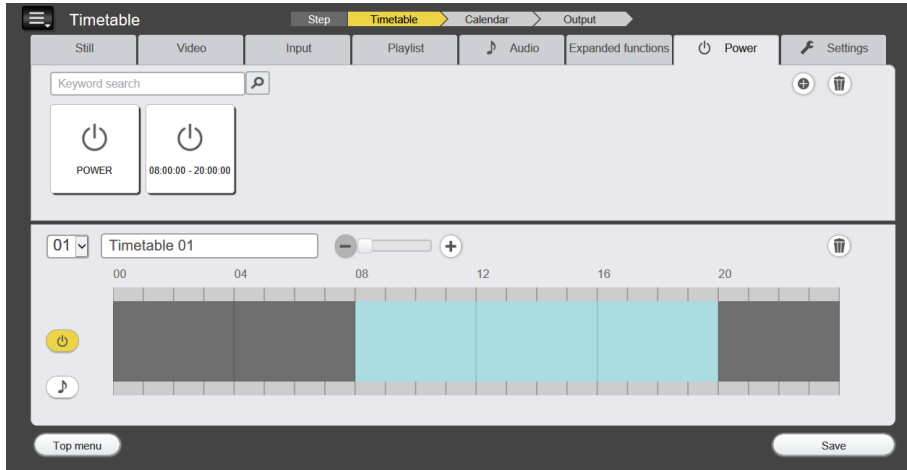 Timetable
Step Timetable Calendar Output
Still Video Input Playlist Audio Expanded functions Power Settings
Keyword search
POWER
08:00:00 - 20:00:00
01 Timetable 01
00 04 08 12 16 20
Top menu Save